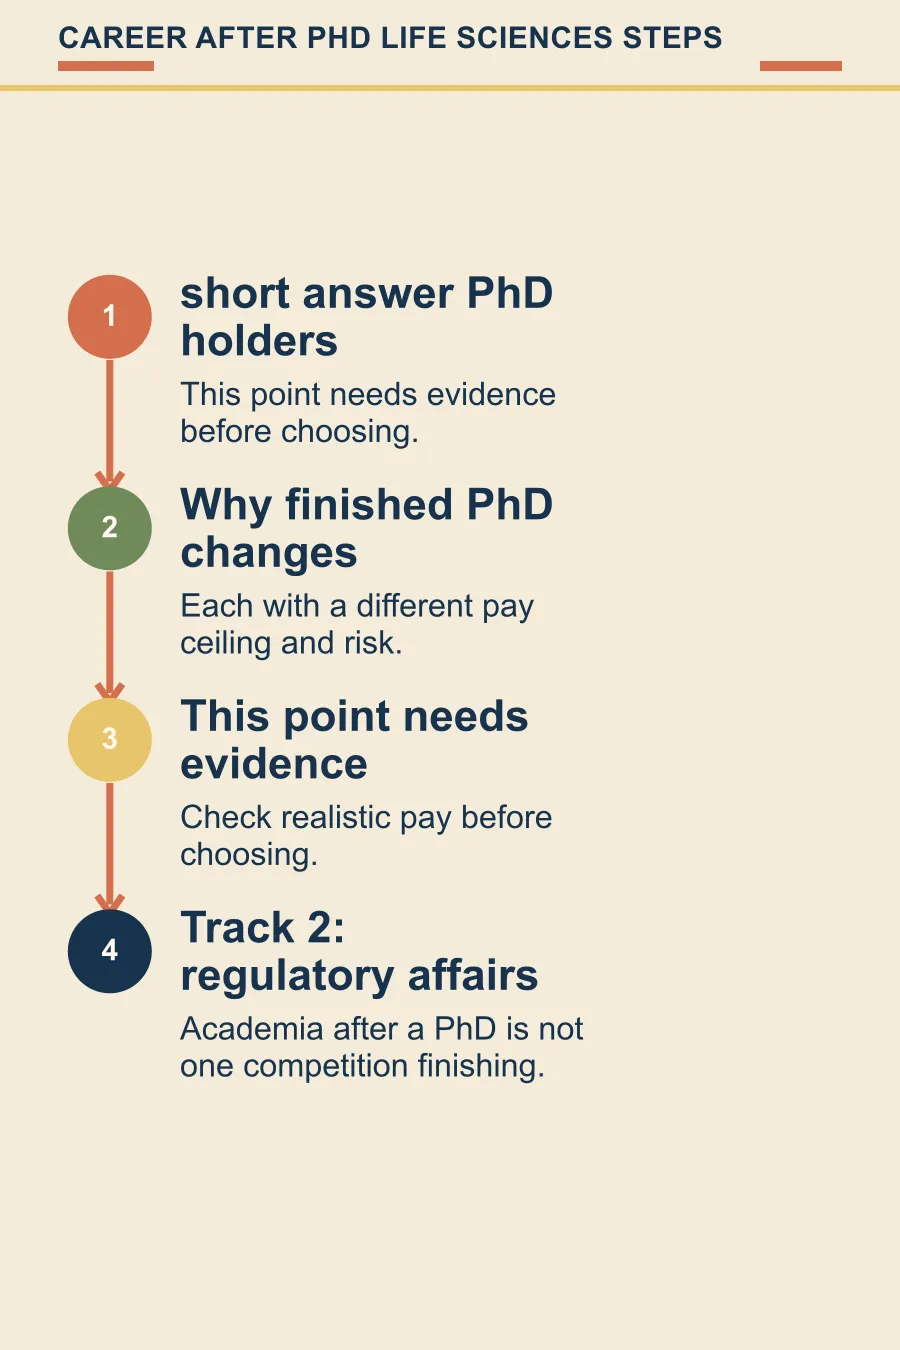 CAREER AFTER PHD LIFE SCIENCES STEPS
1
short answer PhD
holders
This point needs evidence
before choosing.
2
Why finished PhD
changes
Each with a different pay
ceiling and risk.
3
This point needs
evidence
Check realistic pay before
choosing.
4
Track 2:
regulatory affairs
Academia after a PhD is not
one competition finishing.